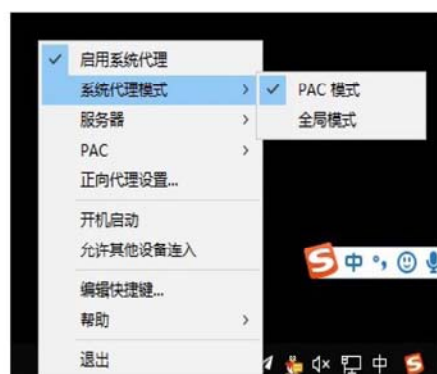 启用系统代理
系统代理模式
PAC 模式
服务器
全局模式
PAC
正向代理设置...
开机启动
允许其他设备连入
中
编辑快捷键...
帮助
退出
中